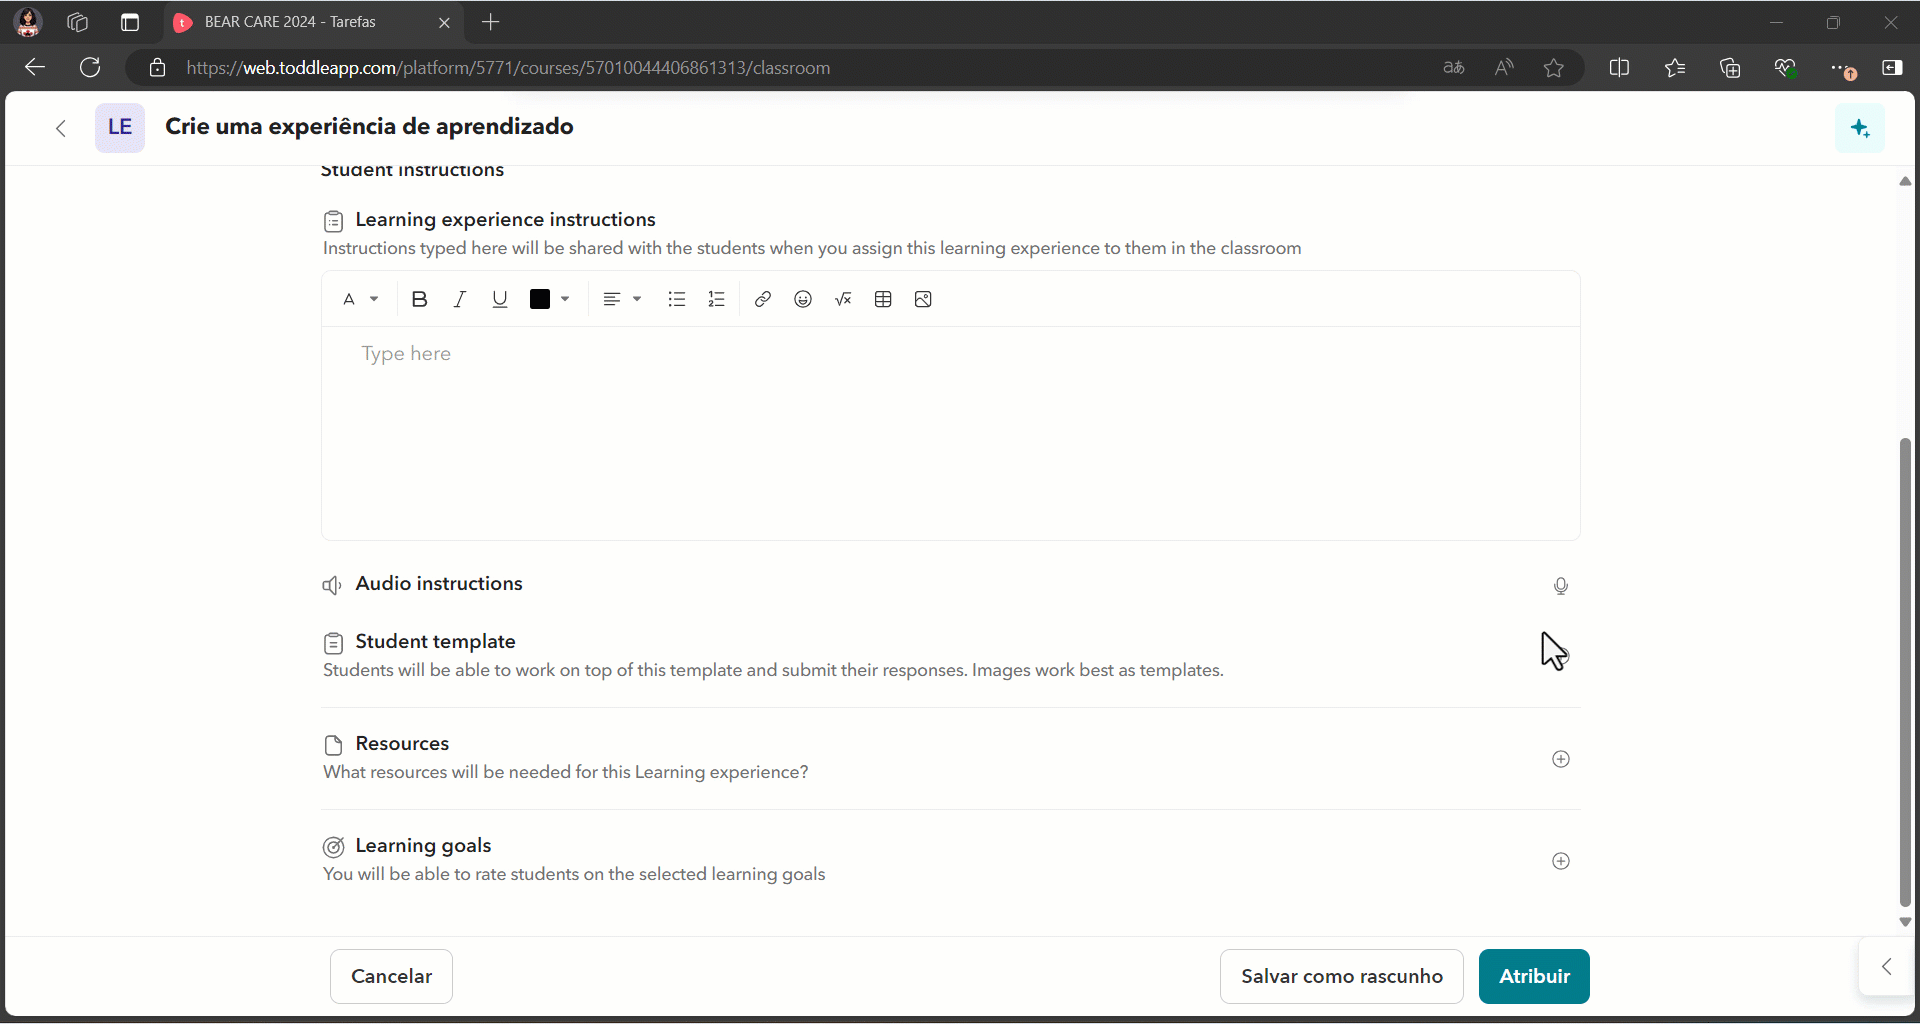 BEAR CARE 2024 - Tarefas
https://web.toddleapp.com/platform/5771/courses/57010044406861313/classroom
LE
Crie uma experiência de aprendizado
Student instructions
Learning experience instructions
Instructions typed here will be shared with the students when you assign this learning experience to them in the classroom
Type here
Audio instructions
Student template
Students will be able to work on top of this template and submit their responses. Images work best as templates.
Resources
What resources will be needed for this Learning experience?
Learning goals
You will be able to rate students on the selected learning goals
Cancelar
Salvar como rascunho
Atribuir